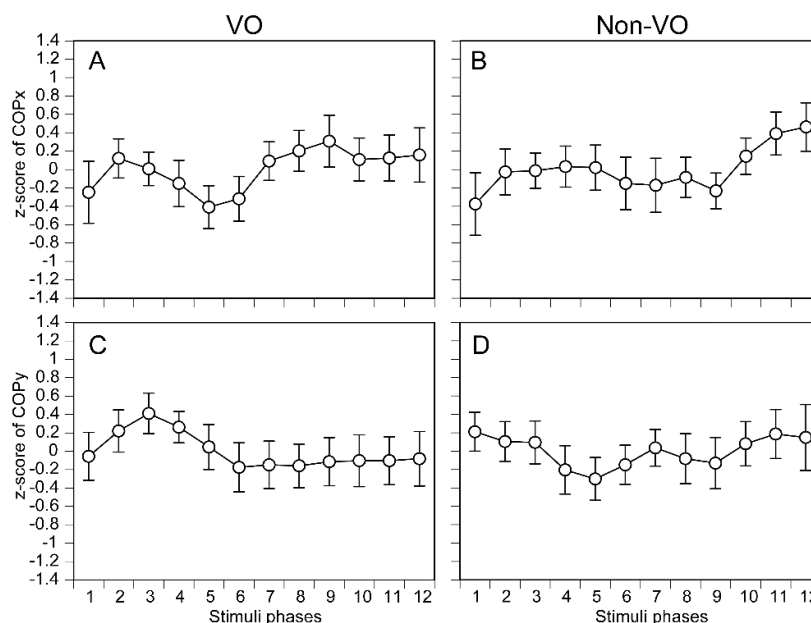 VO
Non-VO
A
B
z-score of COPx
1.4
1.2
1
0.8
0.6
0.4
0.2
0
-0.2
-0.4
-0.6
-0.8
-1
-1.2
-1.4
C
D
z-score of COPy
1.4
1.2
1
0.8
0.6
0.4
0.2
0
-0.2
-0.4
-0.6
-0.8
-1
-1.2
-1.4
1 2 3 4 5 6 7 8 9 10 11 12
1 2 3 4 5 6 7 8 9 10 11 12
Stimuli phases
Stimuli phases